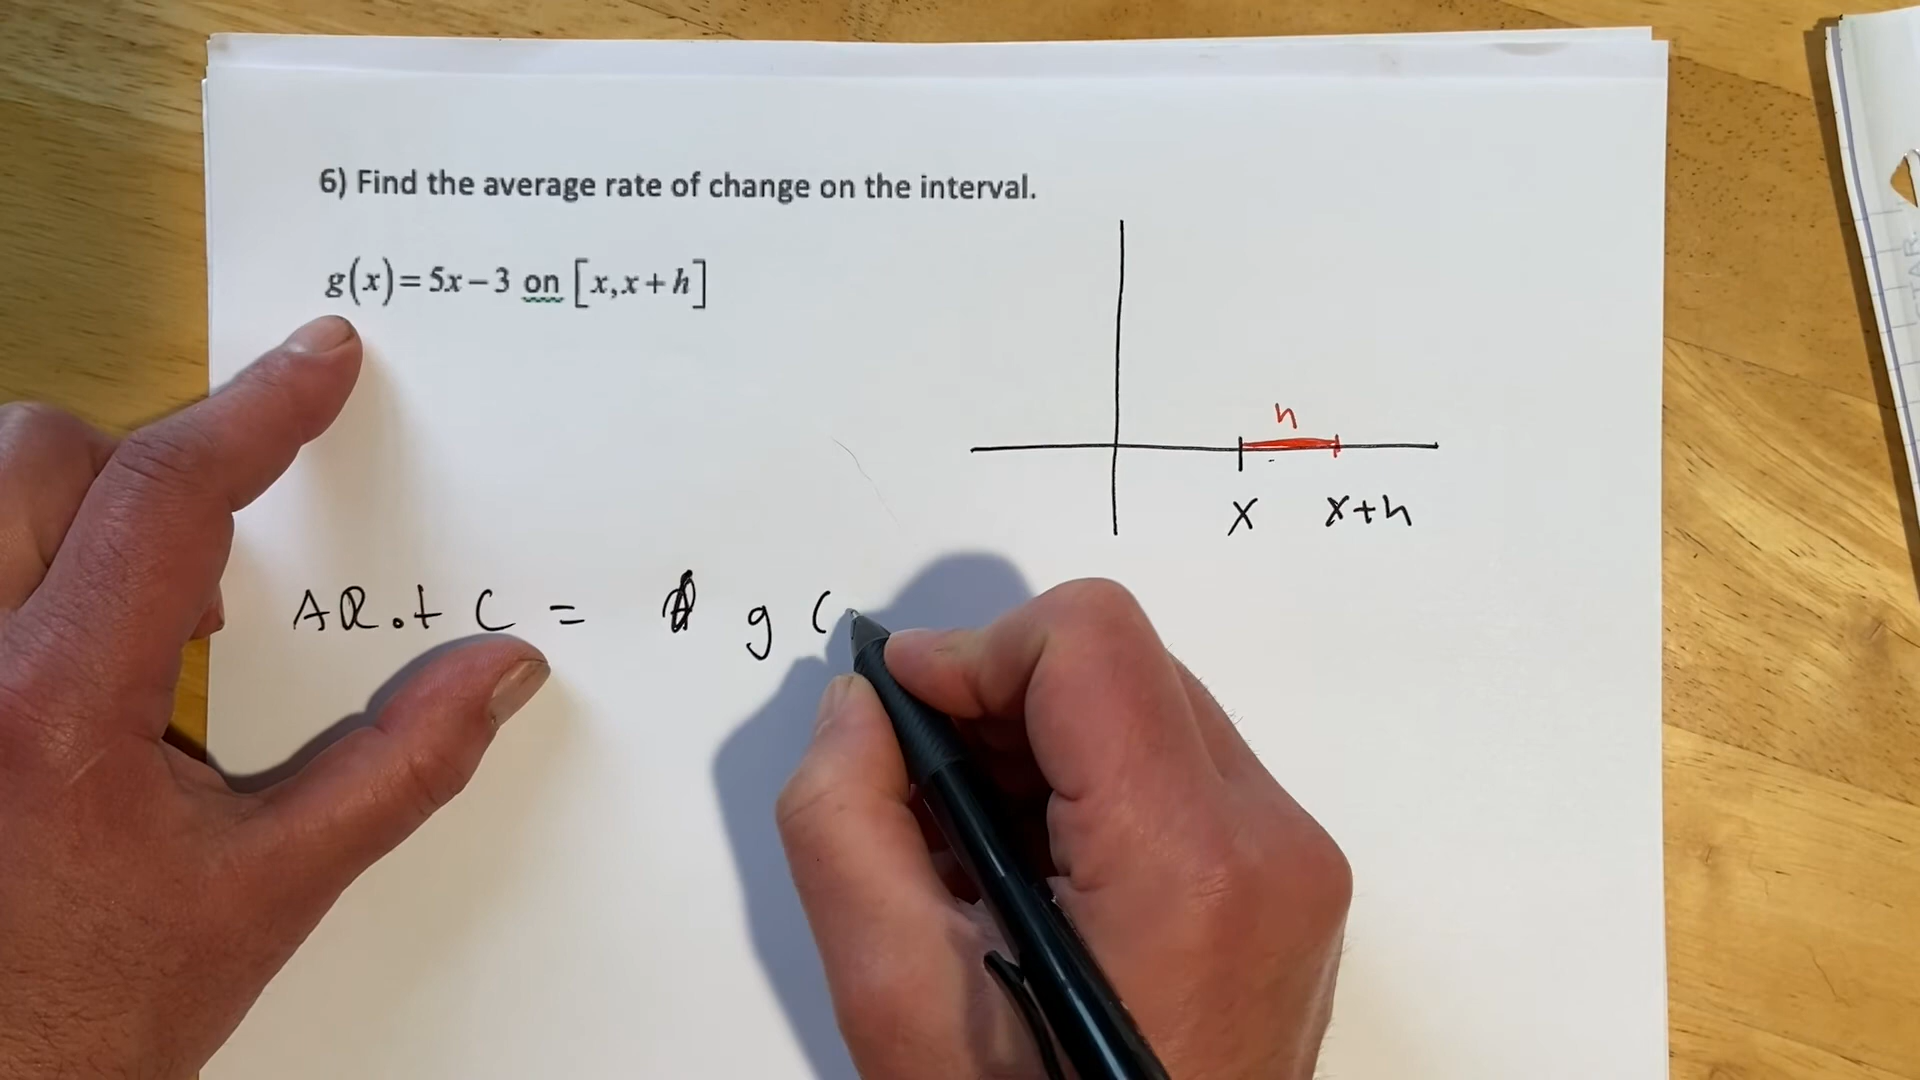 6) Find the average rate of change on the interval.
g(x)=5x-3 on [x,x+h]
h
x x+h
AR.t C = g (